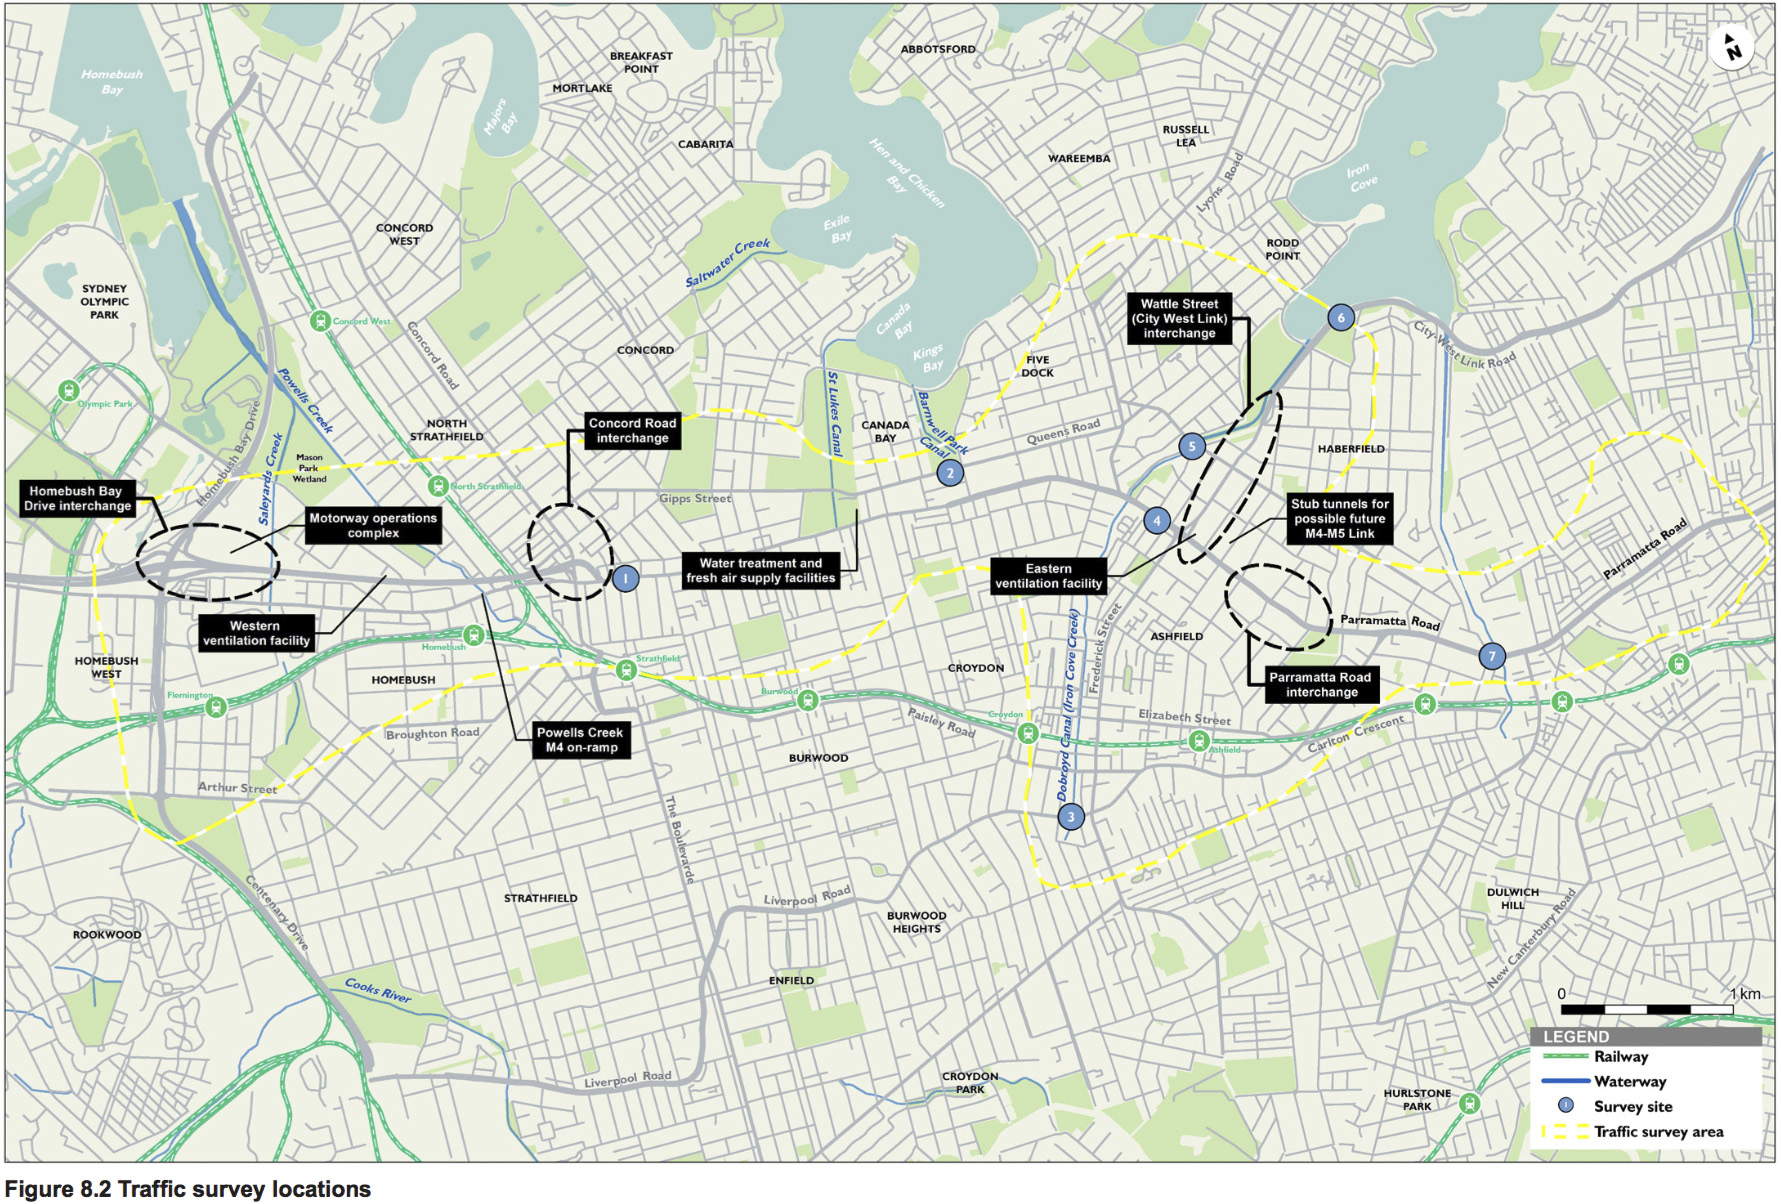 Homebush
Bay
BREAKFAST
POINT
MORTLAKE
Majors
Bay
ABBOTSFORD
N
CABARITA
Hen and Chicken
Bay
WAREEMBA
RUSSELL
LEA
Lyons Road
Iron
Cove
CONCORD
WEST
Exile
Bay
Saltwater Creek
RODD
POINT
SYDNEY
OLYMPIC
PARK
Concord West
Concord Road
CONCORD
Canada
Bay
Kings
Bay
FIVE
DOCK
Wattle Street
(City West Link)
interchange
6
City-West Link Road
Olympic Park
Powells Creek
Homebush Bay Drive
Saleyards Creek
NORTH
STRATHFIELD
Mason
Park
Wetland
North Strathfield
Concord Road
interchange
St Lukes Canal
CANADA
BAY
Barnwell Park
Canal
2
Queens Road
5
HABERFIELD
Homebush Bay
Drive interchange
Motorway operations
complex
Gipps Street
4
Stub tunnels for
possible future
M4-M5 Link
Water treatment and
fresh air supply facilities
1
Eastern
ventilation facility
Parramatta Road
Western
ventilation facility
Homebush
Strathfield
HOMEBUSH
WEST
HOMEBUSH
Flemington
Burwood
CROYDON
Croydon
Dobroyd Canal (Iron Cove Creek)
Frederick Street
ASHFIELD
Parramatta Road
7
Parramatta Road
interchange
Powells Creek
M4 on-ramp
Broughton Road
Paisley Road
Elizabeth Street
Ashfield
Carlton Crescent
BURWOOD
Arthur Street
The Boulevarde
3
Centenary Drive
STRATHFIELD
Liverpool Road
BURWOOD
HEIGHTS
DULWICH
HILL
New Canterbury Road
ROOKWOOD
ENFIELD
Cooks River
0 1 km
Liverpool Road
CROYDON
PARK
HURLSTONE
PARK
LEGEND
Railway
Waterway
1 Survey site
Traffic survey area
Figure 8.2 Traffic survey locations